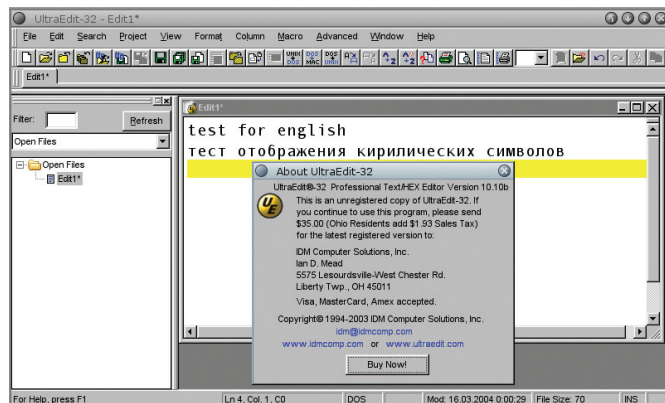 UltraEdit-32 - Edit1*
File Edit Search Project View Format Column Macro Advanced Window Help
Edit1*
Filter: Refresh
Open Files
Open Files
Edit1*
Edit1*
test for english
тест отображения кирилических символов
About UltraEdit-32
UltraEdit®-32 Professional Text/HEX Editor Version 10.10b
This is an unregistered copy of UltraEdit-32. If
you continue to use this program, please send
$35.00 (Ohio Residents add $1.93 Sales Tax)
for the latest registered version to:
IDM Computer Solutions, Inc.
Ian D. Mead
5575 Lesourdsville-West Chester Rd.
Liberty Twp., OH 45011
Visa, MasterCard, Amex accepted.
Copyright© 1994-2003 IDM Computer Solutions, Inc.
idm@idmcomp.com
www.idmcomp.com or www.ultraedit.com
Buy Now!
For Help, press F1 Ln 4, Col. 1, C0 DOS Mod: 16.03.2004 0:00:29 File Size: 70 INS